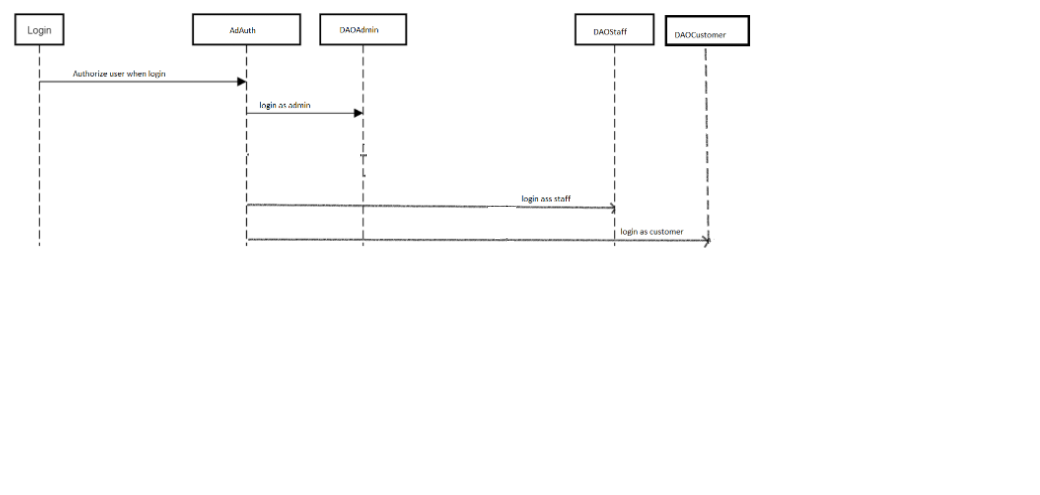 Login
AdAuth
DAOAdmin
DAOStaff
DAOCustomer
Authorize user when login
login as admin
login ass staff
login as customer